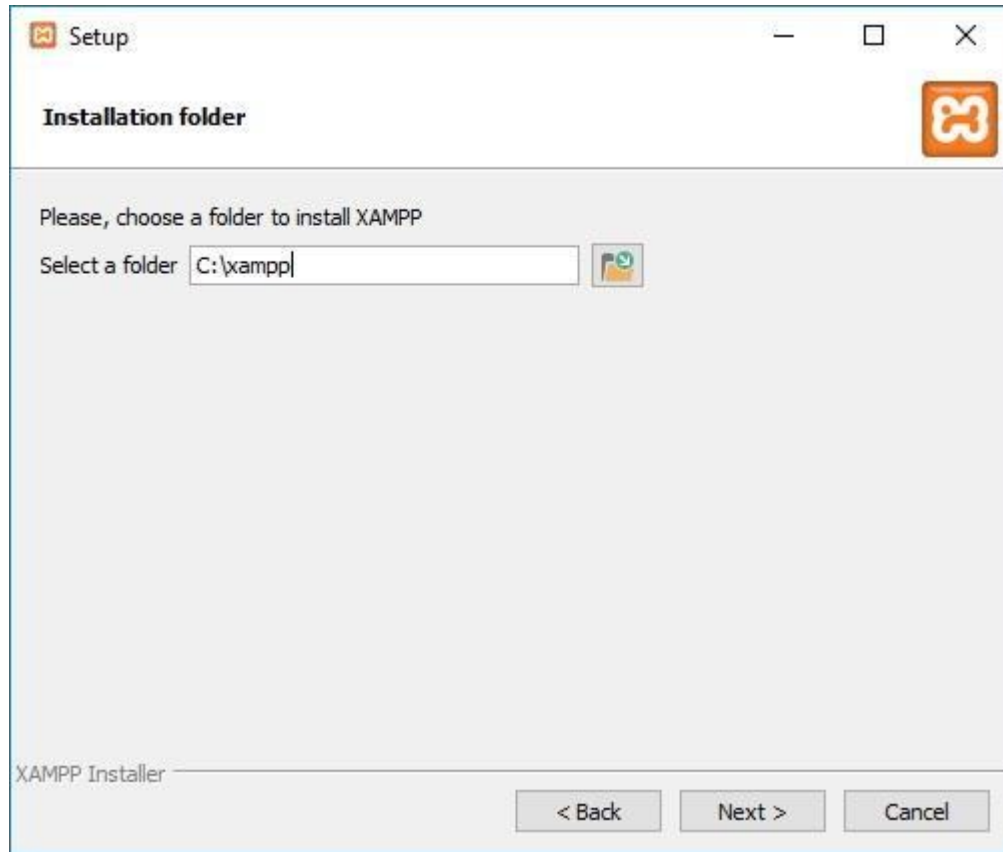 Setup
Installation folder
Please, choose a folder to install XAMPP
Select a folder C:\xampp
XAMPP Installer
< Back Next > Cancel